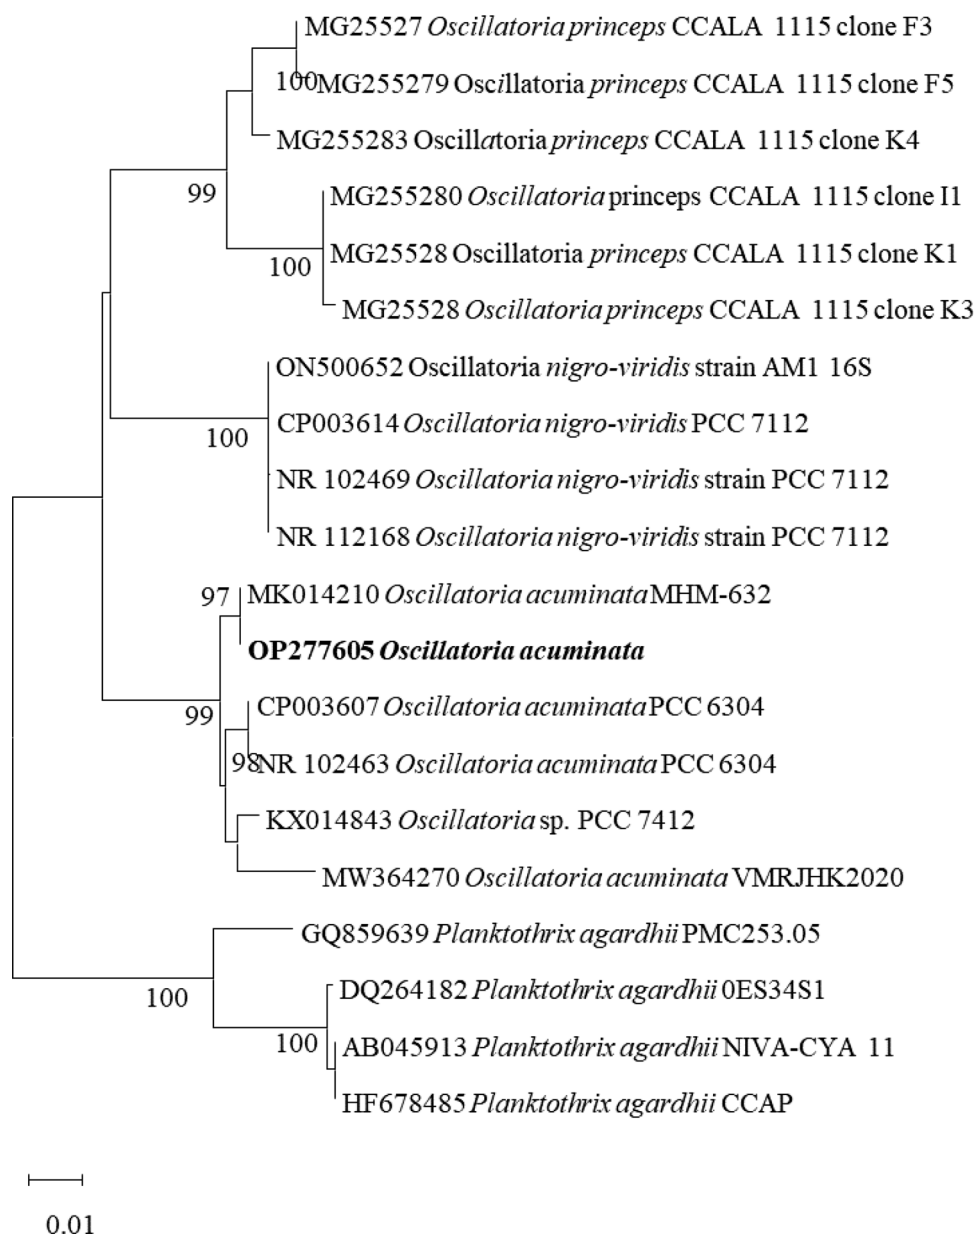 MG25527 Oscillatoria princeps CCALA 1115 clone F3
100
MG255279 Oscillatoria princeps CCALA 1115 clone F5
MG255283 Oscillatoria princeps CCALA 1115 clone K4
99
MG255280 Oscillatoria princeps CCALA 1115 clone I1
MG25528 Oscillatoria princeps CCALA 1115 clone K1
100
MG25528 Oscillatoria princeps CCALA 1115 clone K3
ON500652 Oscillatoria nigro-viridis strain AM1 16S
CP003614 Oscillatoria nigro-viridis PCC 7112
100
NR 102469 Oscillatoria nigro-viridis strain PCC 7112
NR 112168 Oscillatoria nigro-viridis strain PCC 7112
97
MK014210 Oscillatoria acuminata MHM-632
OP277605 Oscillatoria acuminata
CP003607 Oscillatoria acuminata PCC 6304
99
98
NR 102463 Oscillatoria acuminata PCC 6304
KX014843 Oscillatoria sp. PCC 7412
MW364270 Oscillatoria acuminata VMRJHK2020
GQ859639 Planktothrix agardhii PMC253.05
100
DQ264182 Planktothrix agardhii 0ES34S1
100
AB045913 Planktothrix agardhii NIVA-CYA 11
HF678485 Planktothrix agardhii CCAP
0.01